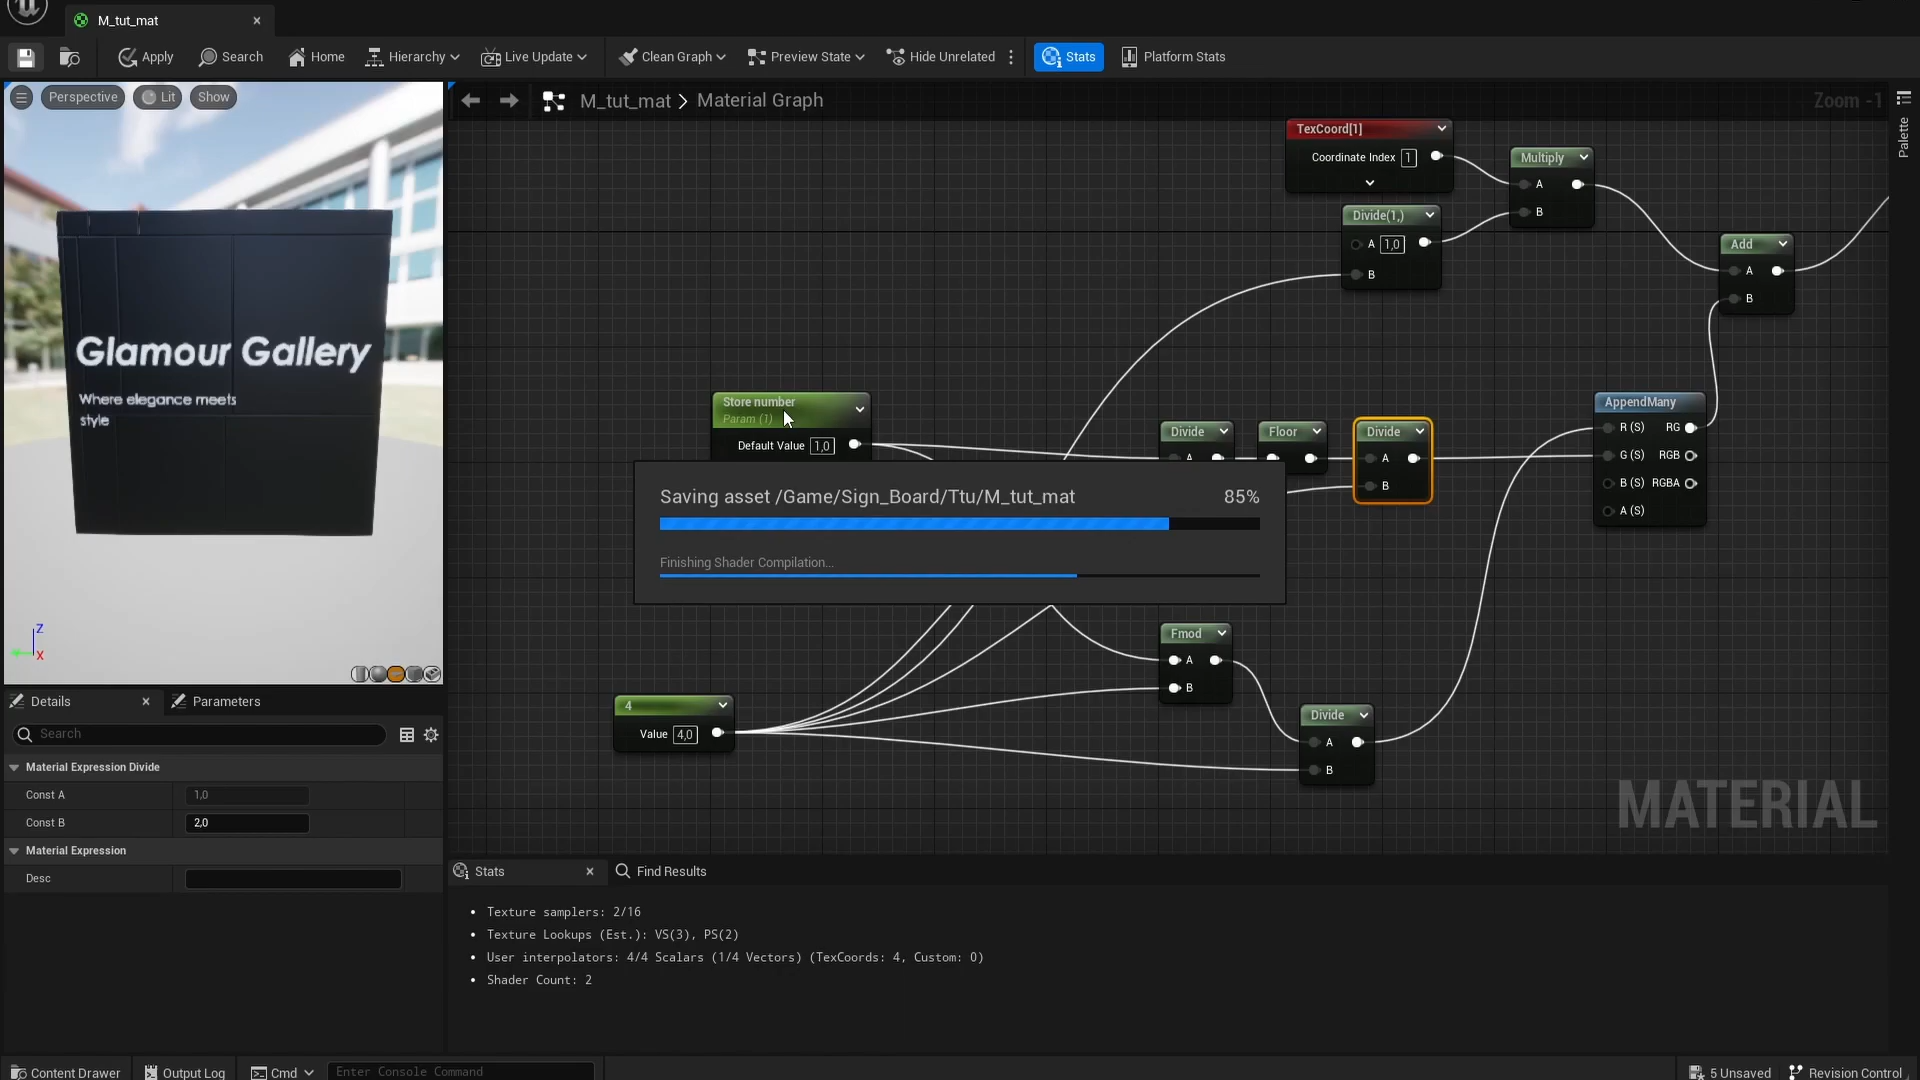 M_tut_mat
Apply
Search
Home
Hierarchy
Live Update
Clean Graph
Preview State
Hide Unrelated
Stats
Platform Stats
Perspective
Lit
Show
M_tut_mat > Material Graph
Zoom -1
Palette
TexCoord[1]
Coordinate Index 1
Multiply
A
B
Divide(1,)
A 1,0
B
Add
A
B
Glamour Gallery
Where elegance meets
style
Store number
Param (1)
Default Value 1,0
Divide
A
Floor
Divide
A
B
AppendMany
R (S) RG
G (S) RGB
B (S) RGBA
A (S)
Saving asset /Game/Sign_Board/Ttu/M_tut_mat 85%
Finishing Shader Compilation...
Fmod
A
B
4
Value 4,0
Divide
A
B
Z
X
MATERIAL
Details
Parameters
Search
Material Expression Divide
Const A 1,0
Const B 2,0
Material Expression
Desc
Stats
Find Results
Texture samplers: 2/16
Texture Lookups (Est.): VS(3), PS(2)
User interpolators: 4/4 Scalars (1/4 Vectors) (TexCoords: 4, Custom: 0)
Shader Count: 2
Content Drawer
Output Log
Cmd
Enter Console Command
5 Unsaved
Revision Control